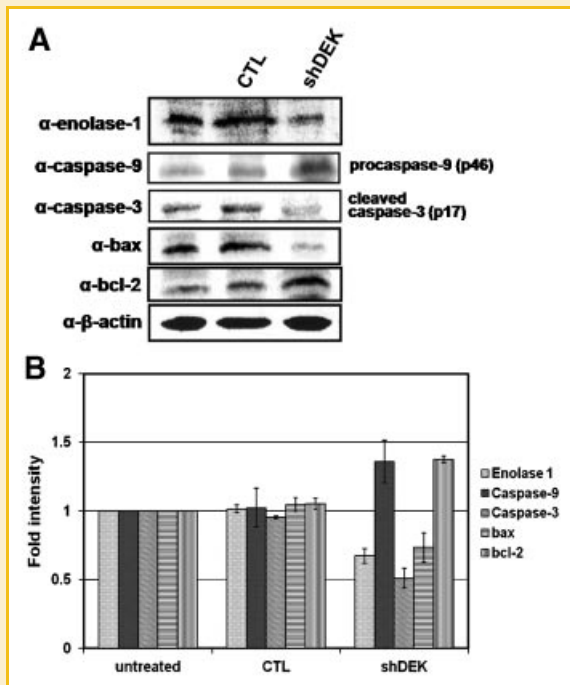 A
CTL
shDEK
α-enolase-1
α-caspase-9
procaspase-9 (p46)
α-caspase-3
cleaved
caspase-3 (p17)
α-bax
α-bcl-2
α-β-actin
B
2
1.5
1
0.5
0
Fold intensity
untreated
CTL
shDEK
Enolase 1
Caspase-9
Caspase-3
bax
bcl-2